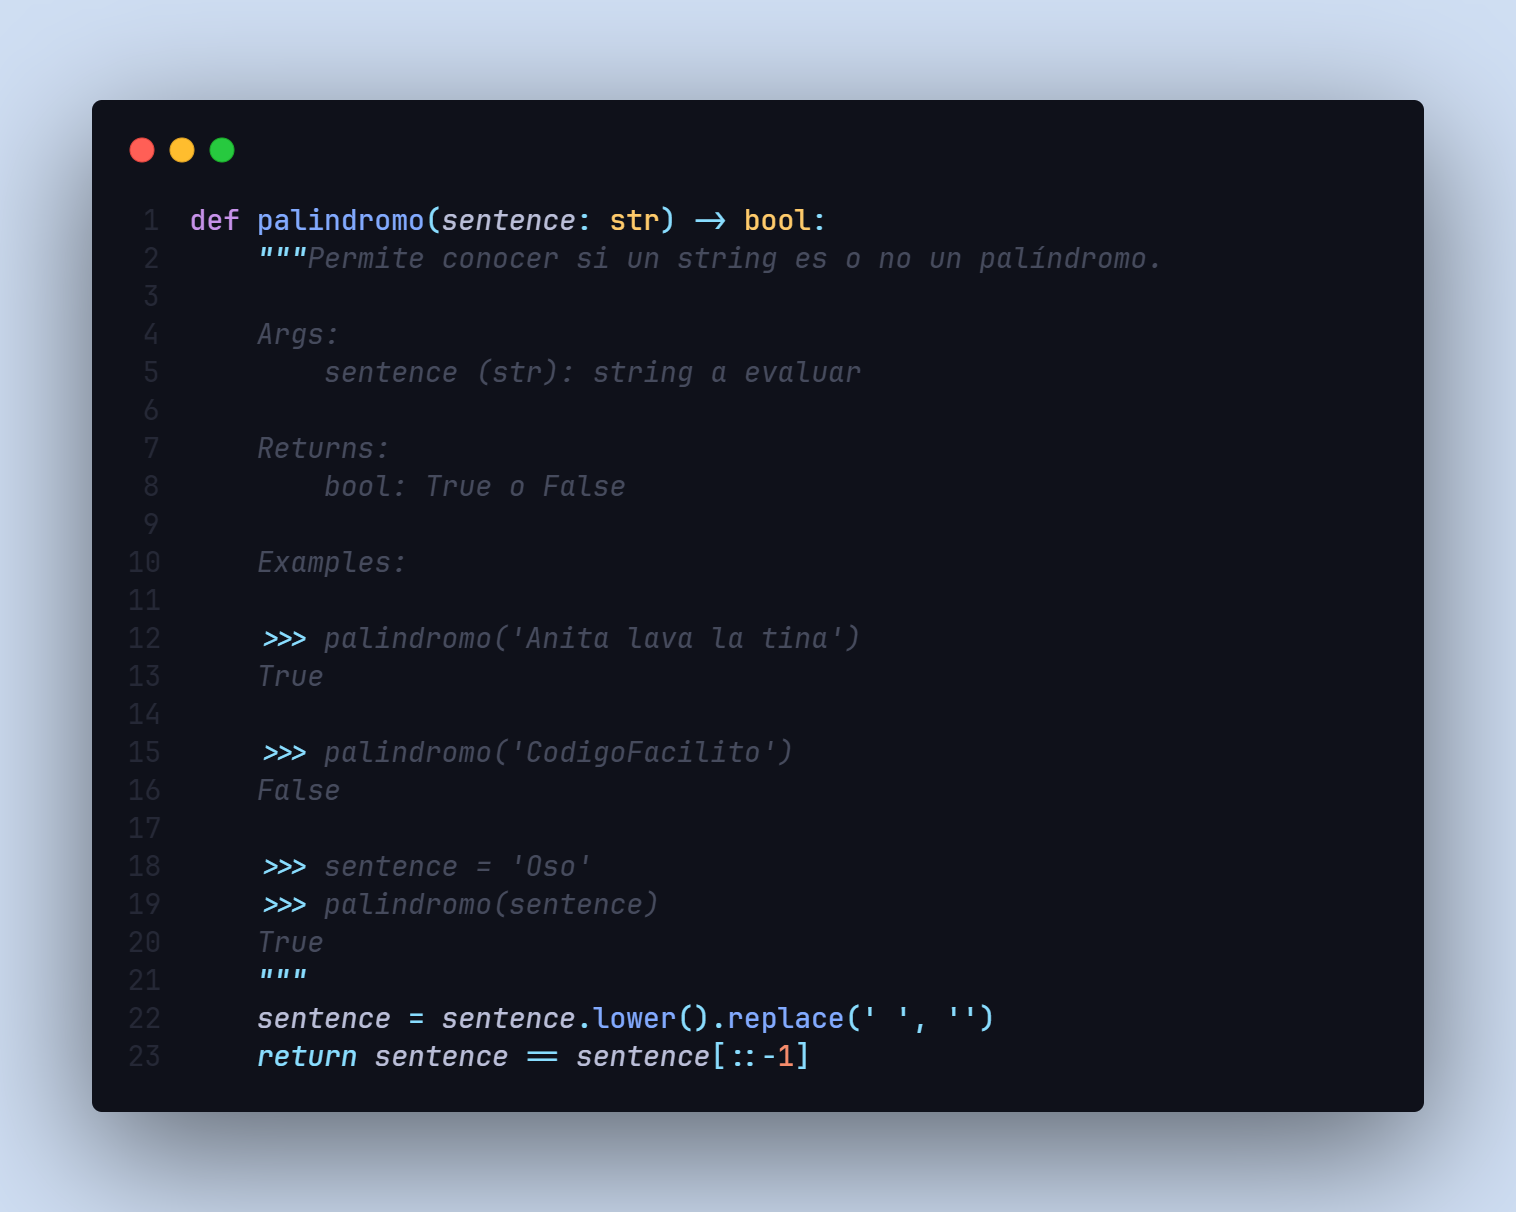 1 def palindromo(sentence: str) -> bool:
2     """Permite conocer si un string es o no un palíndromo.
3
4     Args:
5         sentence (str): string a evaluar
6
7     Returns:
8         bool: True o False
9
10     Examples:
11
12     >>> palindromo('Anita lava la tina')
13     True
14
15     >>> palindromo('CodigoFacilito')
16     False
17
18     >>> sentence = 'Oso'
19     >>> palindromo(sentence)
20     True
21     """
22     sentence = sentence.lower().replace(' ', '')
23     return sentence == sentence[::-1]